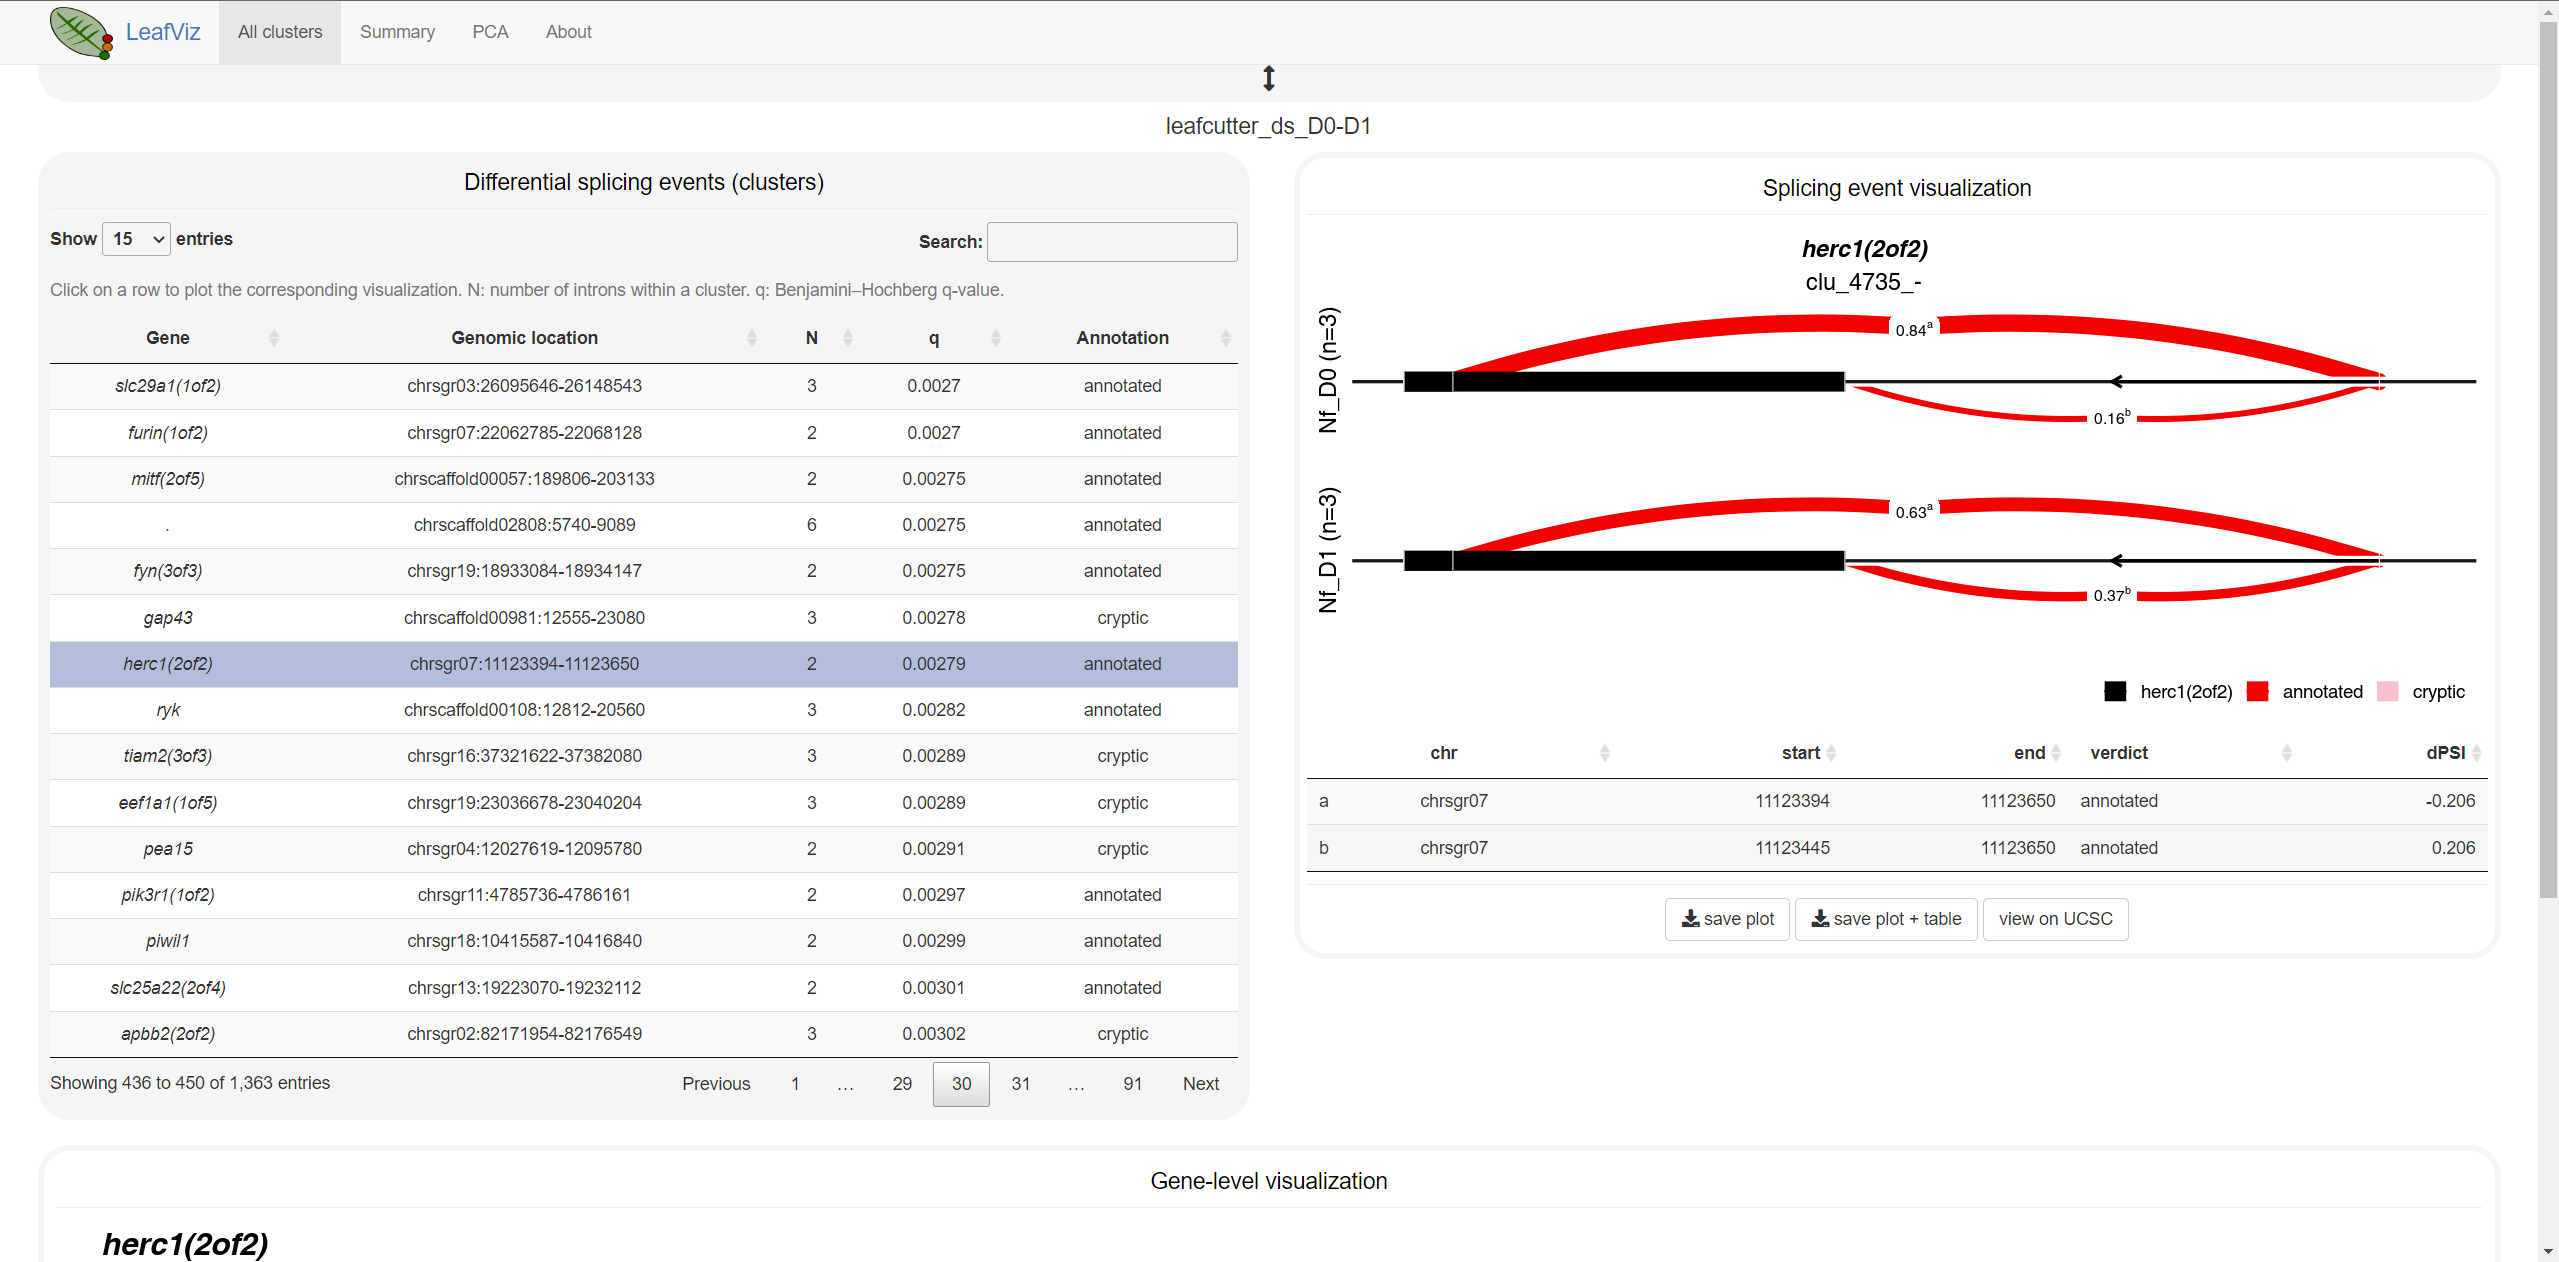 LeafViz All clusters Summary PCA About
leafcutter_ds_D0-D1
Differential splicing events (clusters)
Show 15 entries Search:
Click on a row to plot the corresponding visualization. N: number of introns within a cluster. q: Benjamini–Hochberg q-value.
Gene Genomic location N q Annotation
slc29a1(1of2) chrsgr03:26095646-26148543 3 0.0027 annotated
furin(1of2) chrsgr07:22062785-22068128 2 0.0027 annotated
mitf(2of5) chrscaffold00057:189806-203133 2 0.00275 annotated
. chrscaffold02808:5740-9089 6 0.00275 annotated
fyn(3of3) chrsgr19:18933084-18934147 2 0.00275 annotated
gap43 chrscaffold00981:12555-23080 3 0.00278 cryptic
herc1(2of2) chrsgr07:11123394-11123650 2 0.00279 annotated
ryk chrscaffold00108:12812-20560 3 0.00282 annotated
tiam2(3of3) chrsgr16:37321622-37382080 3 0.00289 cryptic
eef1a1(1of5) chrsgr19:23036678-23040204 3 0.00289 cryptic
pea15 chrsgr04:12027619-12095780 2 0.00291 cryptic
pik3r1(1of2) chrsgr11:4785736-4786161 2 0.00297 annotated
piwil1 chrsgr18:10415587-10416840 2 0.00299 annotated
slc25a22(2of4) chrsgr13:19223070-19232112 2 0.00301 annotated
apbb2(2of2) chrsgr02:82171954-82176549 3 0.00302 cryptic
Showing 436 to 450 of 1,363 entries Previous 1 … 29 30 31 … 91 Next
Splicing event visualization
herc1(2of2)
clu_4735_-
Nf_D0 (n=3)
0.84a
0.16b
Nf_D1 (n=3)
0.63a
0.37b
herc1(2of2) annotated cryptic
chr start end verdict dPSI
a chrsgr07 11123394 11123650 annotated -0.206
b chrsgr07 11123445 11123650 annotated 0.206
save plot save plot + table view on UCSC
Gene-level visualization
herc1(2of2)